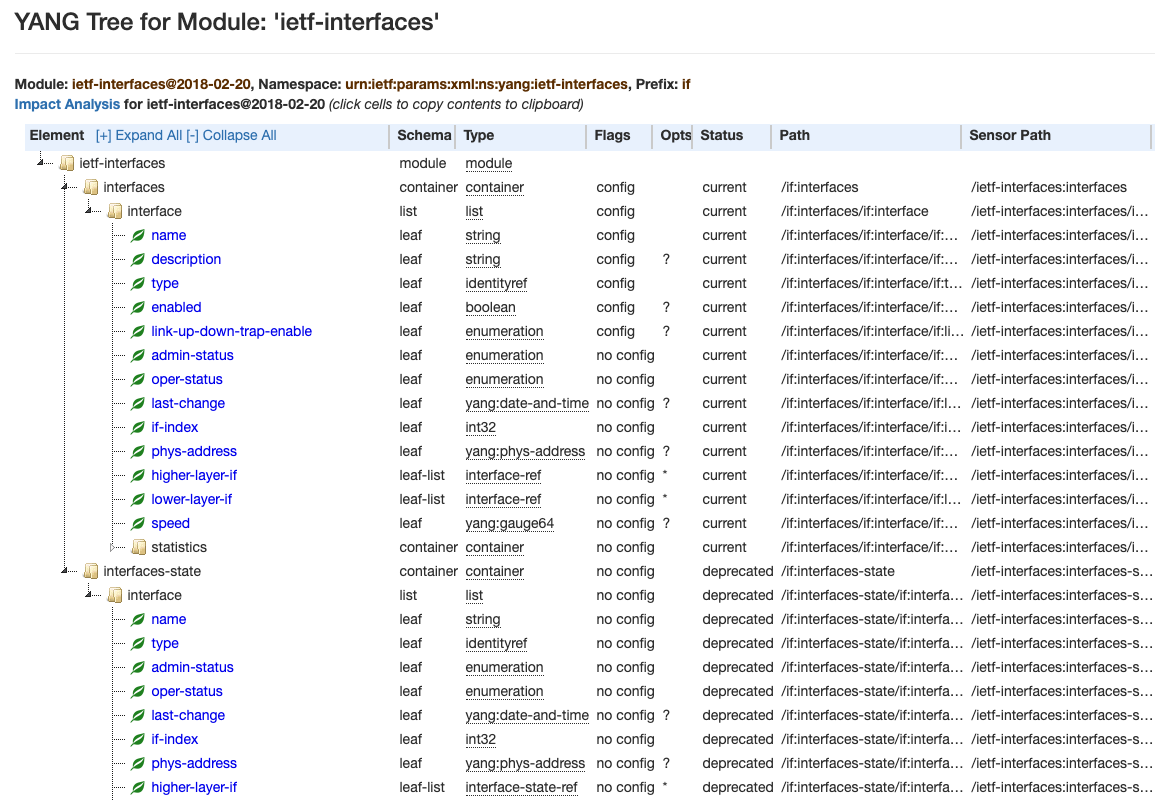 YANG Tree for Module: 'ietf-interfaces'
Module: ietf-interfaces@2018-02-20, Namespace: urn:ietf:params:xml:ns:yang:ietf-interfaces, Prefix: if
Impact Analysis for ietf-interfaces@2018-02-20 (click cells to copy contents to clipboard)
Element [+] Expand All [-] Collapse All Schema Type Flags Opts Status Path Sensor Path
ietf-interfaces module module
interfaces container container config current /if:interfaces /ietf-interfaces:interfaces
interface list list config current /if:interfaces/if:interface /ietf-interfaces:interfaces/i…
name leaf string config current /if:interfaces/if:interface/if:… /ietf-interfaces:interfaces/i…
description leaf string config ? current /if:interfaces/if:interface/if:… /ietf-interfaces:interfaces/i…
type leaf identityref config current /if:interfaces/if:interface/if:t… /ietf-interfaces:interfaces/i…
enabled leaf boolean config ? current /if:interfaces/if:interface/if:… /ietf-interfaces:interfaces/i…
link-up-down-trap-enable leaf enumeration config ? current /if:interfaces/if:interface/if:li… /ietf-interfaces:interfaces/i…
admin-status leaf enumeration no config current /if:interfaces/if:interface/if:… /ietf-interfaces:interfaces/i…
oper-status leaf enumeration no config current /if:interfaces/if:interface/if:… /ietf-interfaces:interfaces/i…
last-change leaf yang:date-and-time no config ? current /if:interfaces/if:interface/if:l… /ietf-interfaces:interfaces/i…
if-index leaf int32 no config current /if:interfaces/if:interface/if:i… /ietf-interfaces:interfaces/i…
phys-address leaf yang:phys-address no config ? current /if:interfaces/if:interface/if:… /ietf-interfaces:interfaces/i…
higher-layer-if leaf-list interface-ref no config * current /if:interfaces/if:interface/if:… /ietf-interfaces:interfaces/i…
lower-layer-if leaf-list interface-ref no config * current /if:interfaces/if:interface/if:l… /ietf-interfaces:interfaces/i…
speed leaf yang:gauge64 no config ? current /if:interfaces/if:interface/if:… /ietf-interfaces:interfaces/i…
statistics container container no config current /if:interfaces/if:interface/if:… /ietf-interfaces:interfaces/i…
interfaces-state container container no config deprecated /if:interfaces-state /ietf-interfaces:interfaces-s…
interface list list no config deprecated /if:interfaces-state/if:interfa… /ietf-interfaces:interfaces-s…
name leaf string no config deprecated /if:interfaces-state/if:interfa… /ietf-interfaces:interfaces-s…
type leaf identityref no config deprecated /if:interfaces-state/if:interfa… /ietf-interfaces:interfaces-s…
admin-status leaf enumeration no config deprecated /if:interfaces-state/if:interfa… /ietf-interfaces:interfaces-s…
oper-status leaf enumeration no config deprecated /if:interfaces-state/if:interfa… /ietf-interfaces:interfaces-s…
last-change leaf yang:date-and-time no config ? deprecated /if:interfaces-state/if:interfa… /ietf-interfaces:interfaces-s…
if-index leaf int32 no config deprecated /if:interfaces-state/if:interfa… /ietf-interfaces:interfaces-s…
phys-address leaf yang:phys-address no config ? deprecated /if:interfaces-state/if:interfa… /ietf-interfaces:interfaces-s…
higher-layer-if leaf-list interface-state-ref no config * deprecated /if:interfaces-state/if:interfa… /ietf-interfaces:interfaces-s…